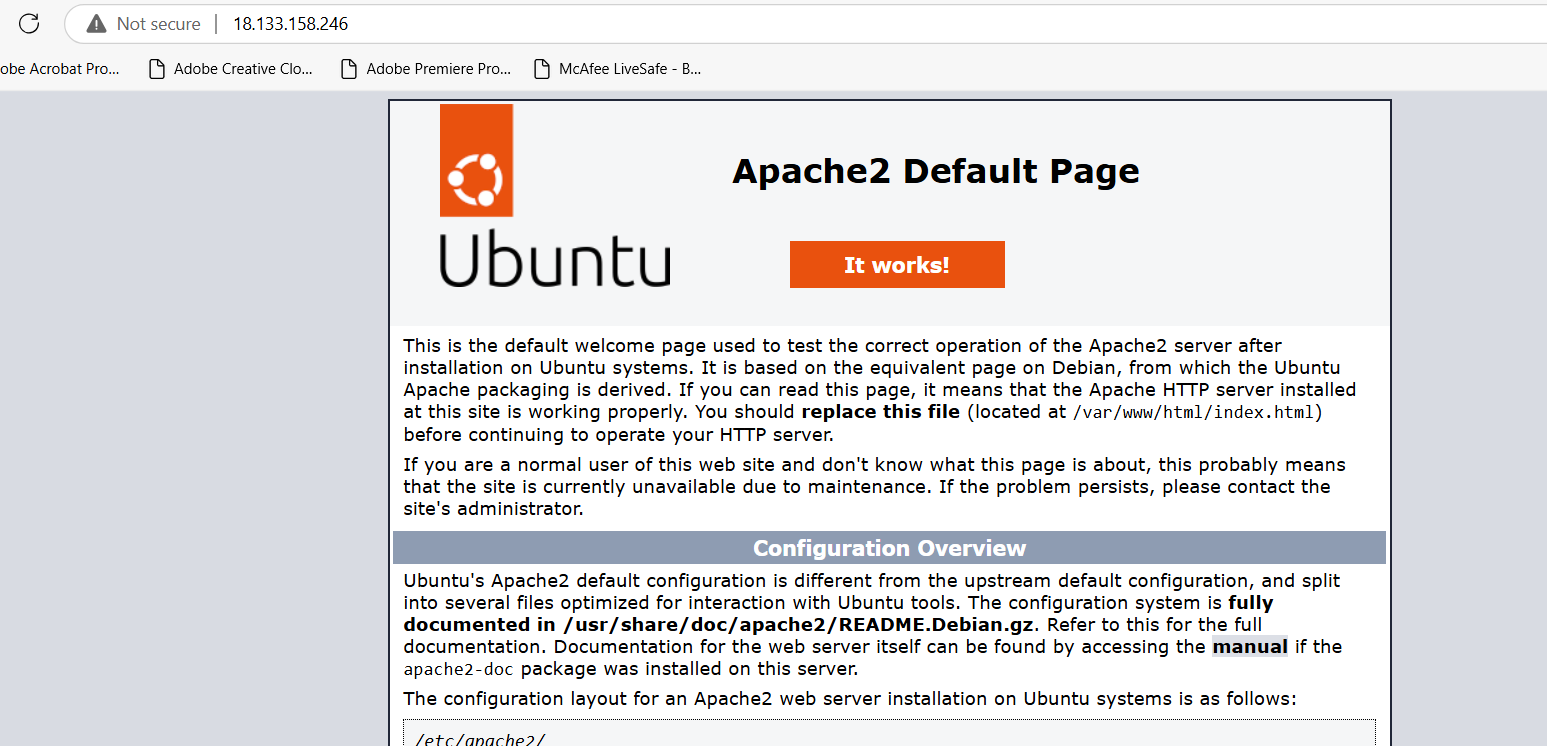 Not secure | 18.133.158.246
obe Acrobat Pro... Adobe Creative Clo... Adobe Premiere Pro... McAfee LiveSafe - B...
Apache2 Default Page
Ubuntu
It works!
This is the default welcome page used to test the correct operation of the Apache2 server after
installation on Ubuntu systems. It is based on the equivalent page on Debian, from which the Ubuntu
Apache packaging is derived. If you can read this page, it means that the Apache HTTP server installed
at this site is working properly. You should replace this file (located at /var/www/html/index.html)
before continuing to operate your HTTP server.
If you are a normal user of this web site and don't know what this page is about, this probably means
that the site is currently unavailable due to maintenance. If the problem persists, please contact the
site's administrator.
Configuration Overview
Ubuntu's Apache2 default configuration is different from the upstream default configuration, and split
into several files optimized for interaction with Ubuntu tools. The configuration system is fully
documented in /usr/share/doc/apache2/README.Debian.gz. Refer to this for the full
documentation. Documentation for the web server itself can be found by accessing the manual if the
apache2-doc package was installed on this server.
The configuration layout for an Apache2 web server installation on Ubuntu systems is as follows:
/etc/apache2/